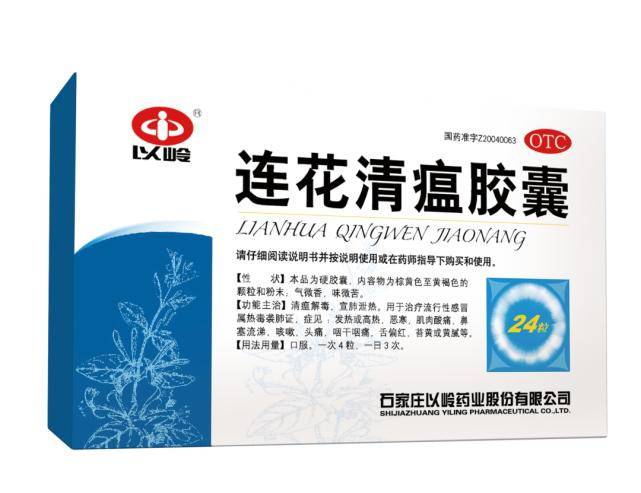 以岭
®
国药准字Z20040063
OTC
连花清瘟胶囊
LIANHUA QINGWEN JIAONANG
请仔细阅读说明书并按说明使用或在药师指导下购买和使用。
【性　　状】本品为硬胶囊，内容物为棕黄色至黄褐色的
颗粒和粉末；气微香，味微苦。
【功能主治】清瘟解毒，宣肺泄热。用于治疗流行性感冒
属热毒袭肺证，症见：发热或高热，恶寒，肌肉酸痛，鼻
塞流涕，咳嗽，头痛，咽干咽痛，舌偏红，苔黄或黄腻等。
【用法用量】口服。一次4粒，一日3次。
24粒
石家庄以岭药业股份有限公司
SHIJIAZHUANG YILING PHARMACEUTICAL CO.,LTD.